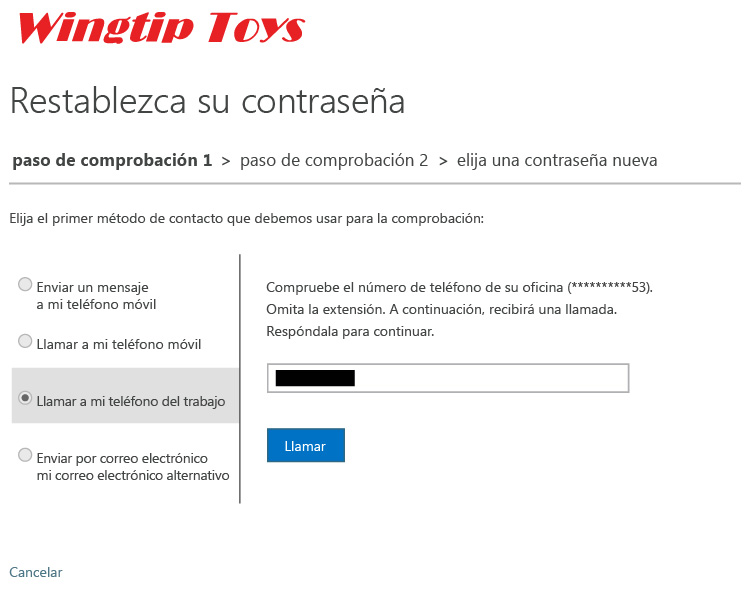 Wingtip Toys
Restablezca su contraseña
paso de comprobación 1 > paso de comprobación 2 > elija una contraseña nueva
Elija el primer método de contacto que debemos usar para la comprobación:
Enviar un mensaje
a mi teléfono móvil
Llamar a mi teléfono móvil
Llamar a mi teléfono del trabajo
Enviar por correo electrónico
mi correo electrónico alternativo
Compruebe el número de teléfono de su oficina (**********53).
Omita la extensión. A continuación, recibirá una llamada.
Respóndala para continuar.
Llamar
Cancelar